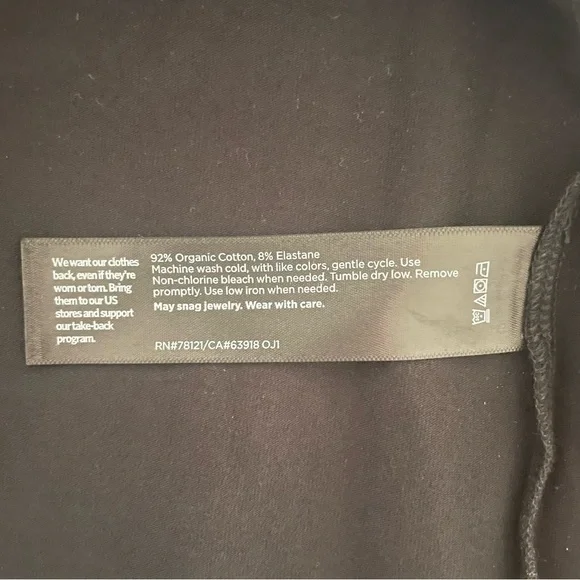 We want our clothes
back, even if they're
worn or torn. Bring
them to our US
stores and support
our take-back
program.
92% Organic Cotton, 8% Elastane
Machine wash cold, with like colors, gentle cycle. Use
Non-chlorine bleach when needed. Tumble dry low. Remove
promptly. Use low iron when needed.
May snag jewelry. Wear with care.
RN#78121/CA#63918 OJ1